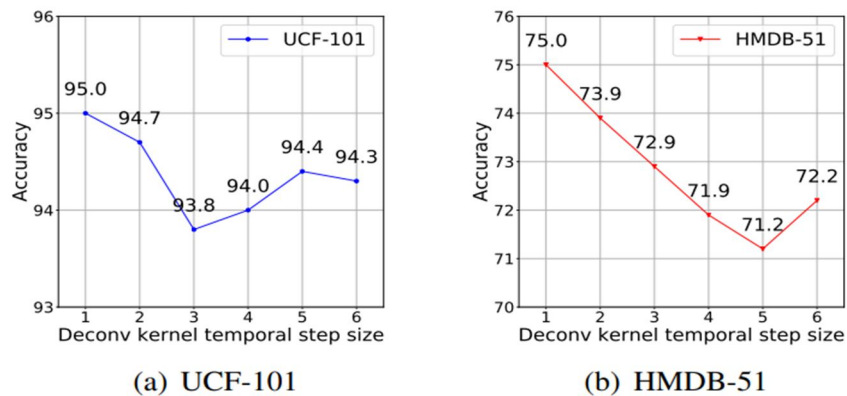 96
95
94
93
Accuracy
UCF-101
95.0
94.7
93.8
94.0
94.4
94.3
1 2 3 4 5 6
Deconv kernel temporal step size
(a) UCF-101
76
75
74
73
72
71
70
Accuracy
HMDB-51
75.0
73.9
72.9
71.9
71.2
72.2
1 2 3 4 5 6
Deconv kernel temporal step size
(b) HMDB-51